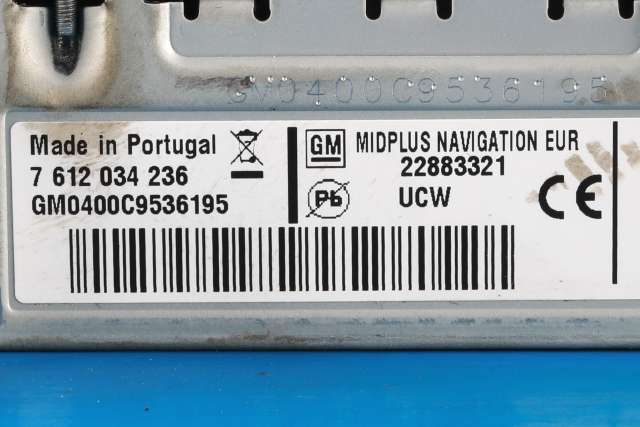 GM0400C9536195
Made in Portugal
7 612 034 236
GM0400C9536195
GM MIDPLUS NAVIGATION EUR
22883321
Pb UCW
CE